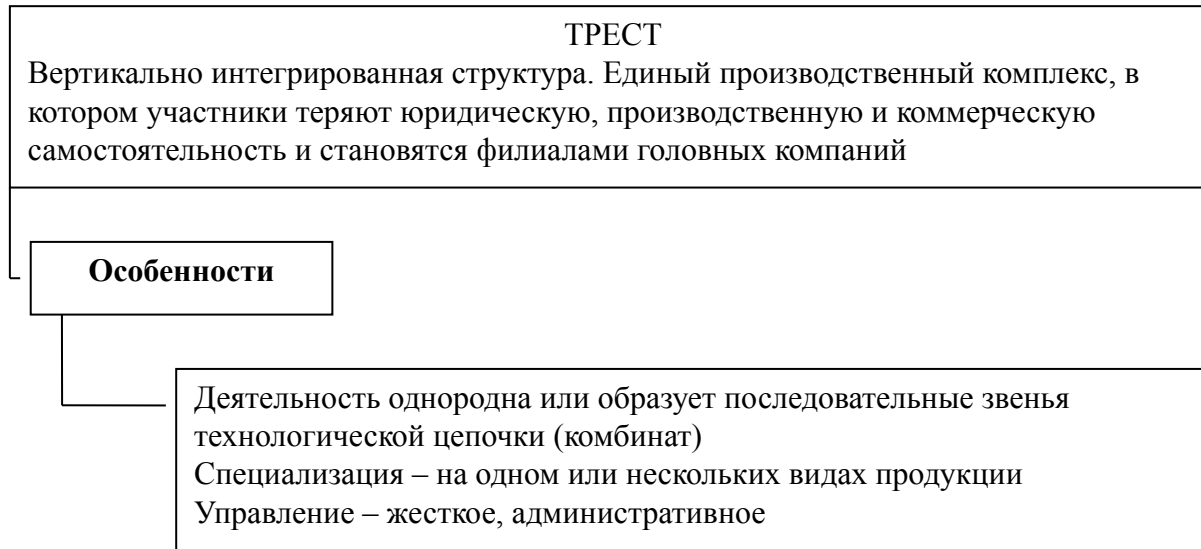 ТРЕСТ
Вертикально интегрированная структура. Единый производственный комплекс, в
котором участники теряют юридическую, производственную и коммерческую
самостоятельность и становятся филиалами головных компаний
Особенности
Деятельность однородна или образует последовательные звенья
технологической цепочки (комбинат)
Специализация – на одном или нескольких видах продукции
Управление – жесткое, административное